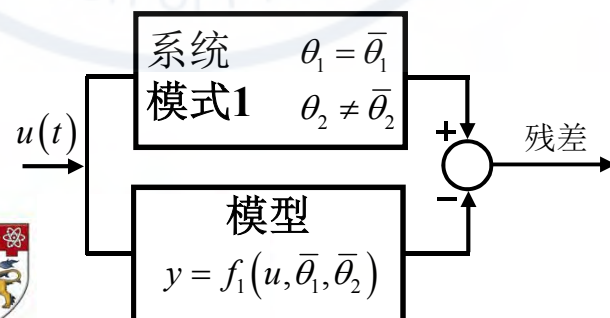 系统 θ₁ = θ̄₁
模式1 θ₂ ≠ θ̄₂
u(t)
+
残差
−
模型
y = f₁(u, θ̄₁, θ̄₂)